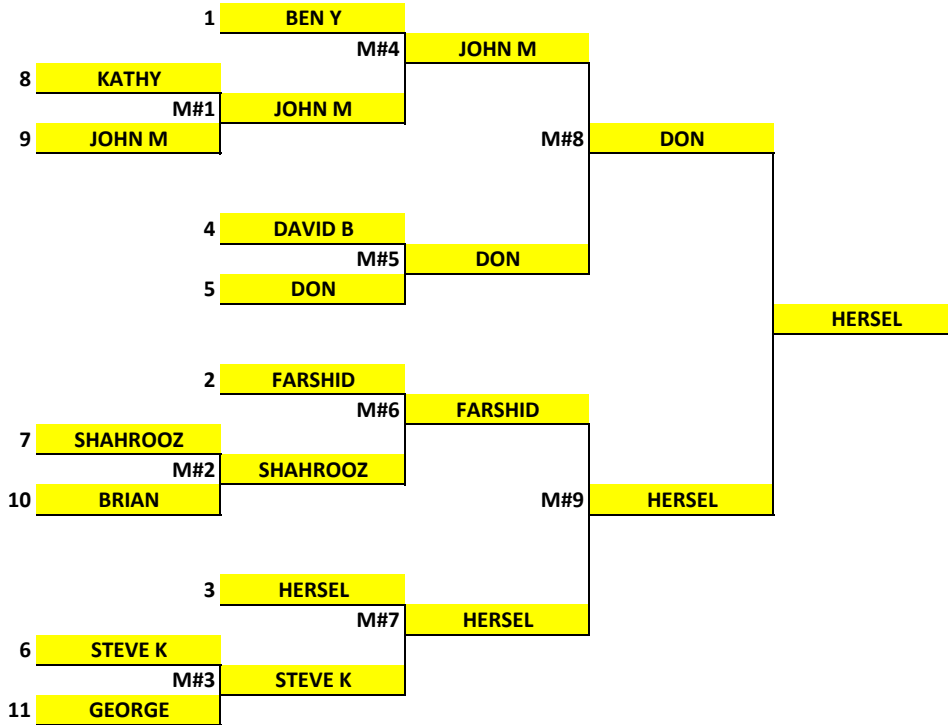 1 BEN Y
M#4 JOHN M
8 KATHY
M#1 JOHN M
9 JOHN M
M#8 DON
4 DAVID B
M#5 DON
5 DON
HERSEL
2 FARSHID
M#6 FARSHID
7 SHAHROOZ
M#2 SHAHROOZ
10 BRIAN
M#9 HERSEL
3 HERSEL
M#7 HERSEL
6 STEVE K
M#3 STEVE K
11 GEORGE